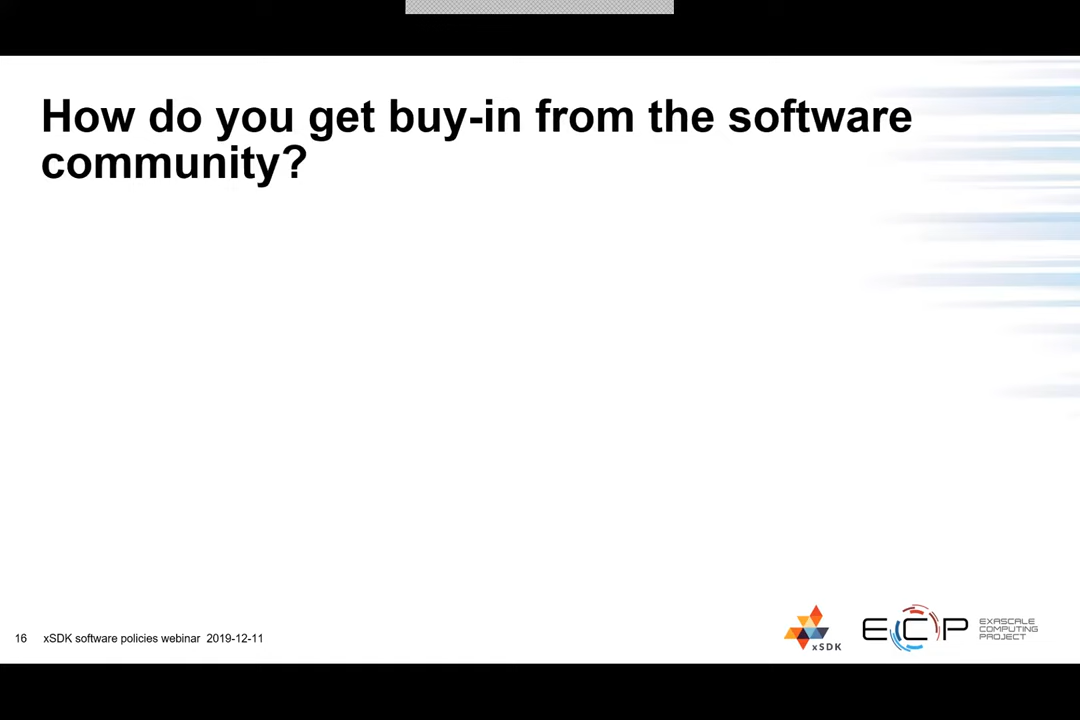 How do you get buy-in from the software
community?
16 xSDK software policies webinar 2019-12-11
xSDK
ECP
EXASCALE
COMPUTING
PROJECT